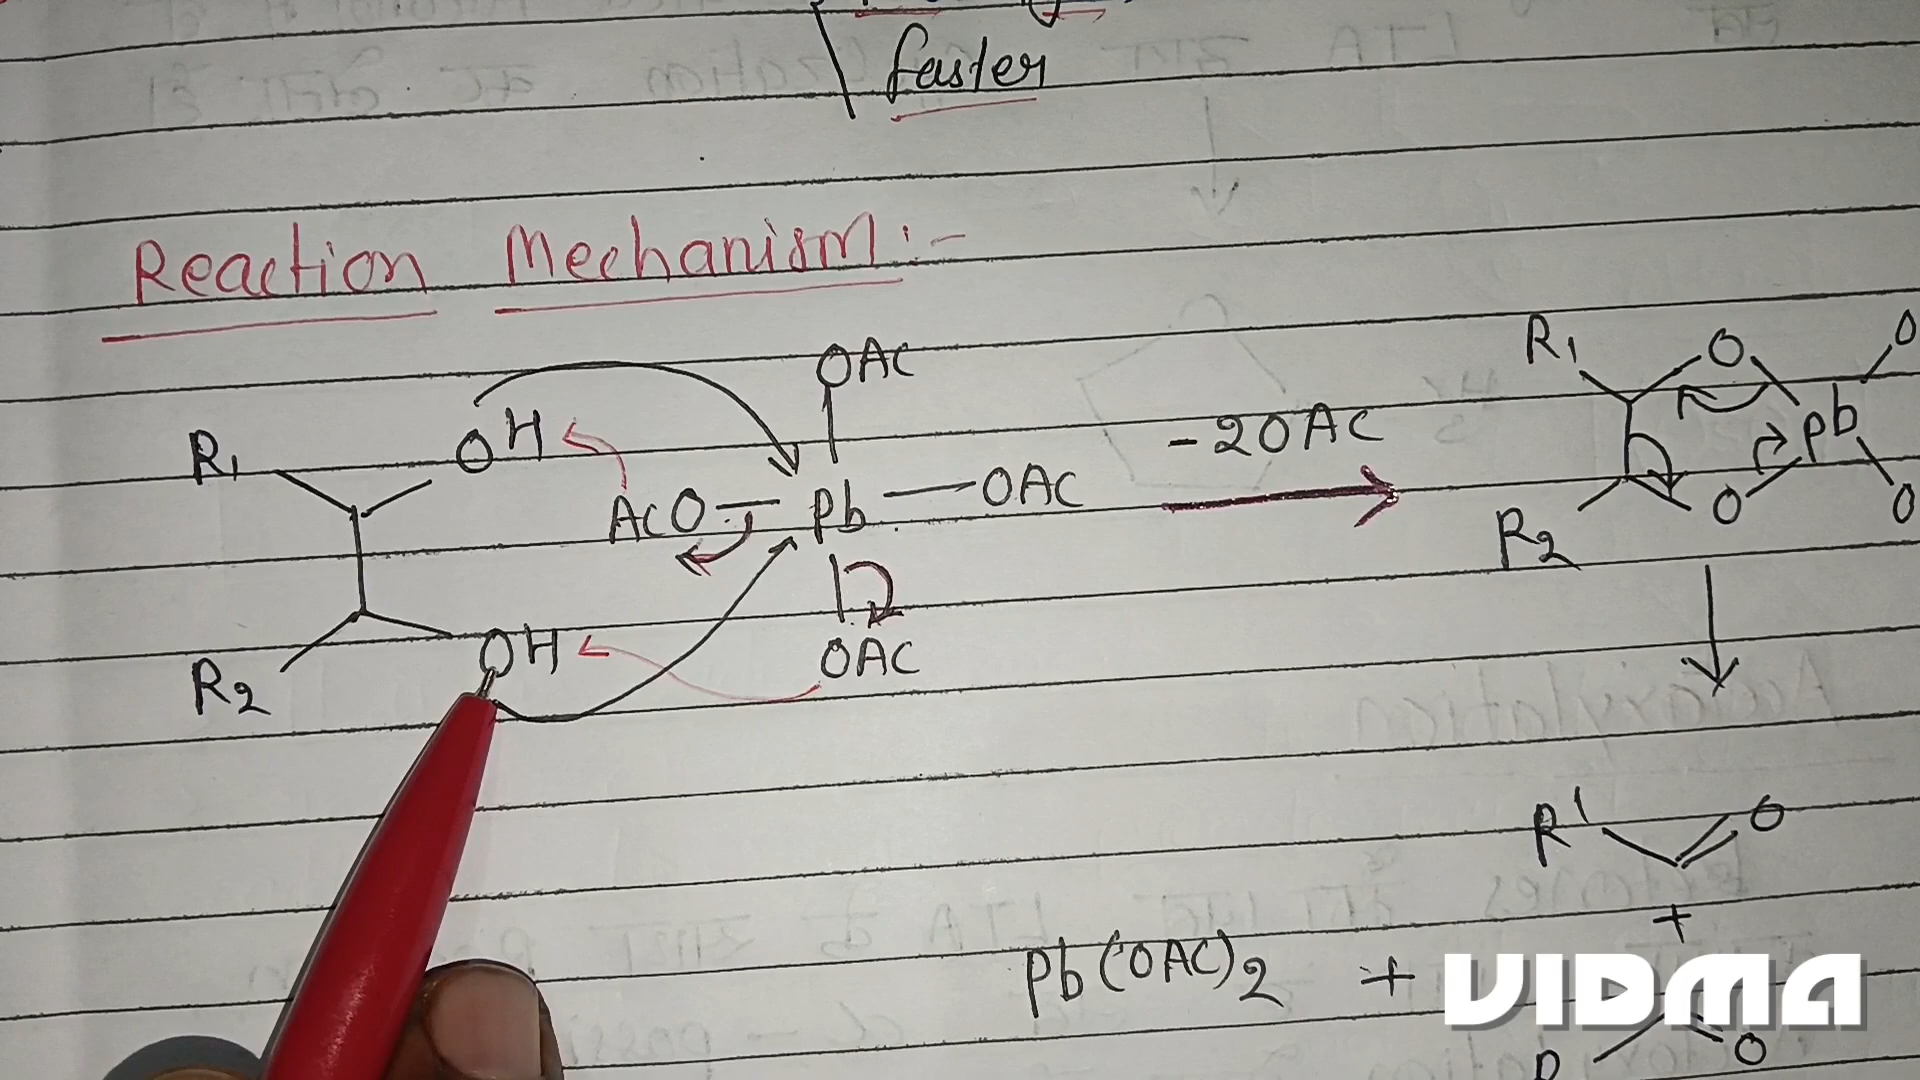 faster
Reaction Mechanism:-
OAC
R1 OH
ACO - Pb - OAC
-2OAC
R2 OH
OAC
R1 O O
Pb
R2 O O
R' O
+
Pb(OAC)2 +
VIDMA
O